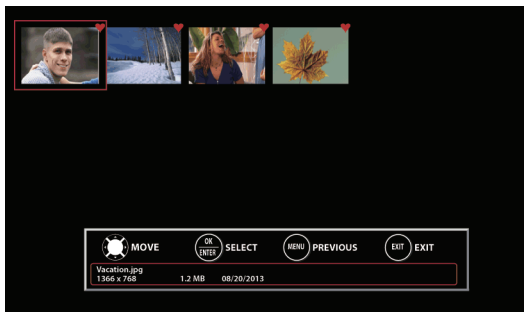 MOVE
OK
ENTER
SELECT
MENU
PREVIOUS
EXIT
EXIT
Vacation.jpg
1366 x 768 1.2 MB 08/20/2013